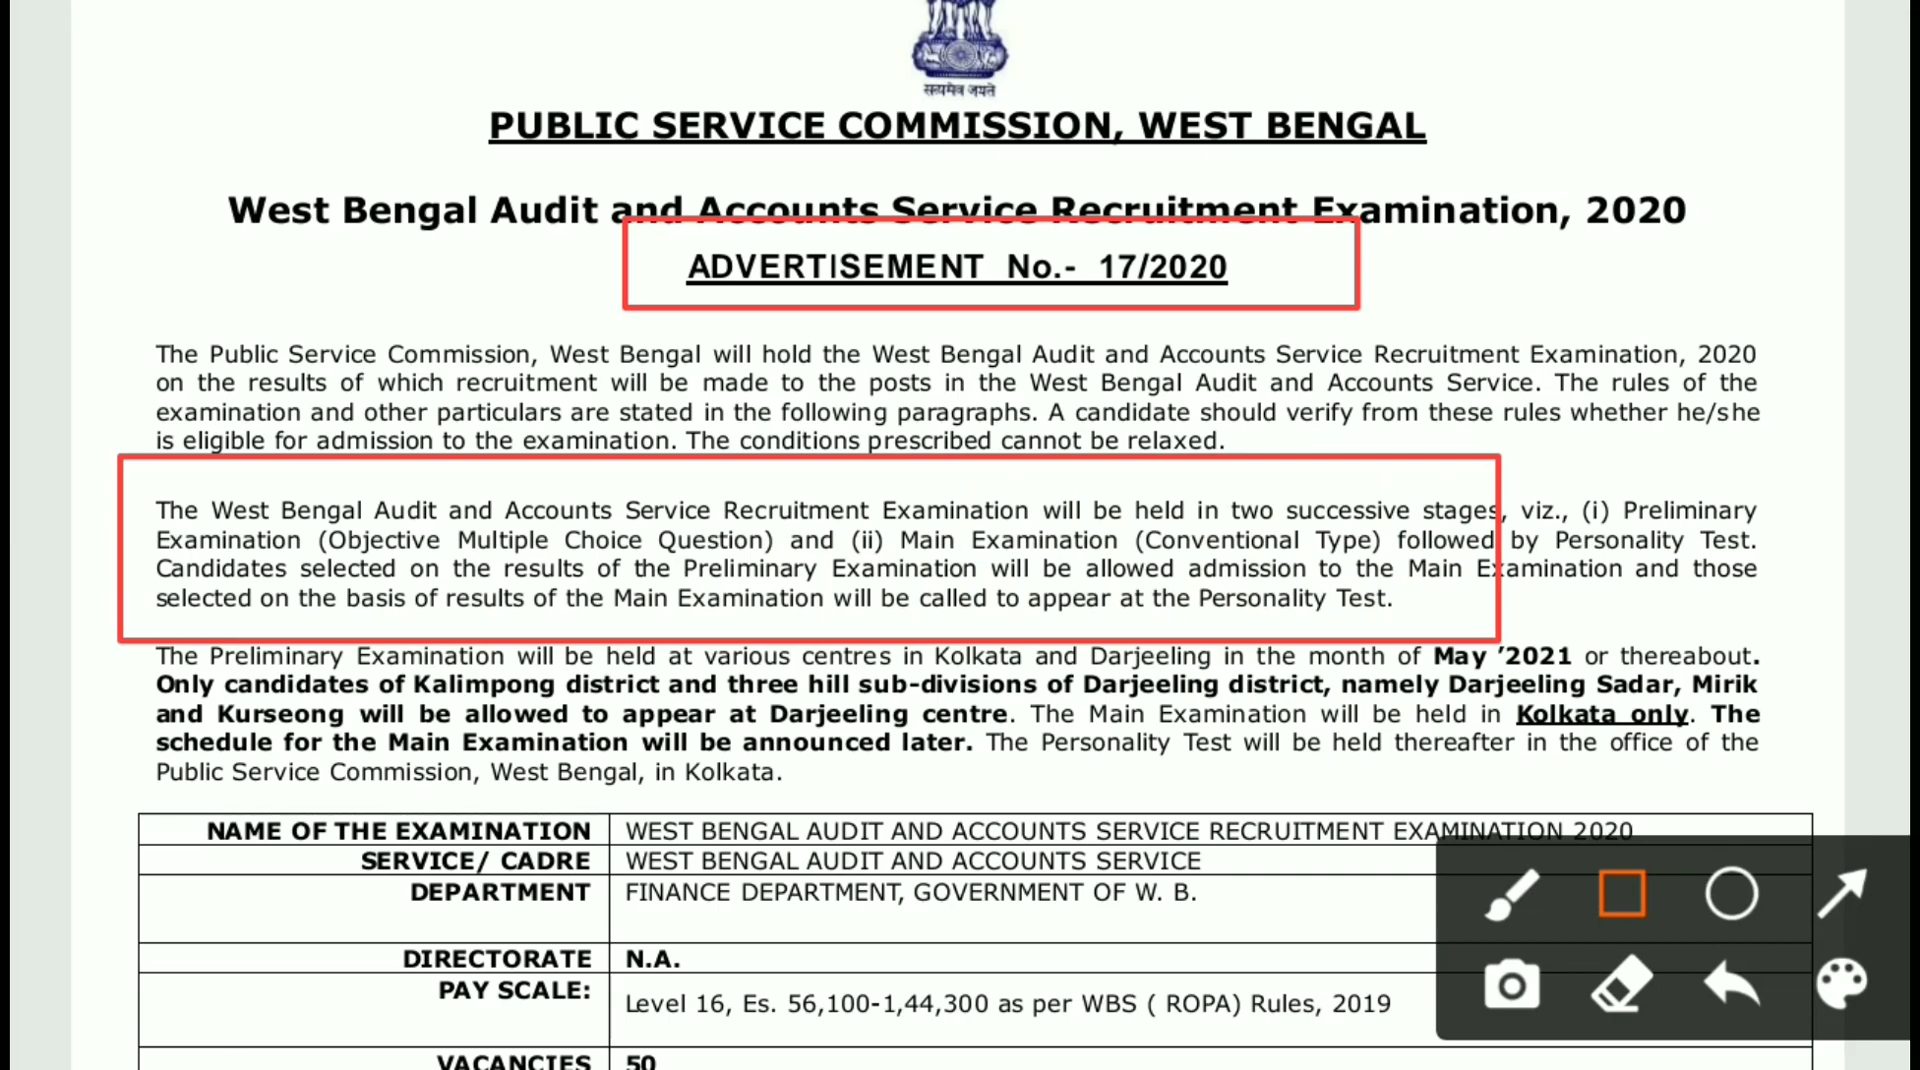 सत्यमेव जयते
PUBLIC SERVICE COMMISSION, WEST BENGAL
West Bengal Audit and Accounts Service Recruitment Examination, 2020
ADVERTISEMENT No.- 17/2020
The Public Service Commission, West Bengal will hold the West Bengal Audit and Accounts Service Recruitment Examination, 2020
on the results of which recruitment will be made to the posts in the West Bengal Audit and Accounts Service. The rules of the
examination and other particulars are stated in the following paragraphs. A candidate should verify from these rules whether he/she
is eligible for admission to the examination. The conditions prescribed cannot be relaxed.
The West Bengal Audit and Accounts Service Recruitment Examination will be held in two successive stages, viz., (i) Preliminary
Examination (Objective Multiple Choice Question) and (ii) Main Examination (Conventional Type) followed by Personality Test.
Candidates selected on the results of the Preliminary Examination will be allowed admission to the Main Examination and those
selected on the basis of results of the Main Examination will be called to appear at the Personality Test.
The Preliminary Examination will be held at various centres in Kolkata and Darjeeling in the month of May ’2021 or thereabout.
Only candidates of Kalimpong district and three hill sub-divisions of Darjeeling district, namely Darjeeling Sadar, Mirik
and Kurseong will be allowed to appear at Darjeeling centre. The Main Examination will be held in Kolkata only. The
schedule for the Main Examination will be announced later. The Personality Test will be held thereafter in the office of the
Public Service Commission, West Bengal, in Kolkata.
NAME OF THE EXAMINATION WEST BENGAL AUDIT AND ACCOUNTS SERVICE RECRUITMENT EXAMINATION 2020
SERVICE/ CADRE WEST BENGAL AUDIT AND ACCOUNTS SERVICE
DEPARTMENT FINANCE DEPARTMENT, GOVERNMENT OF W. B.
DIRECTORATE N.A.
PAY SCALE: Level 16, Es. 56,100-1,44,300 as per WBS ( ROPA) Rules, 2019
VACANCIES 50